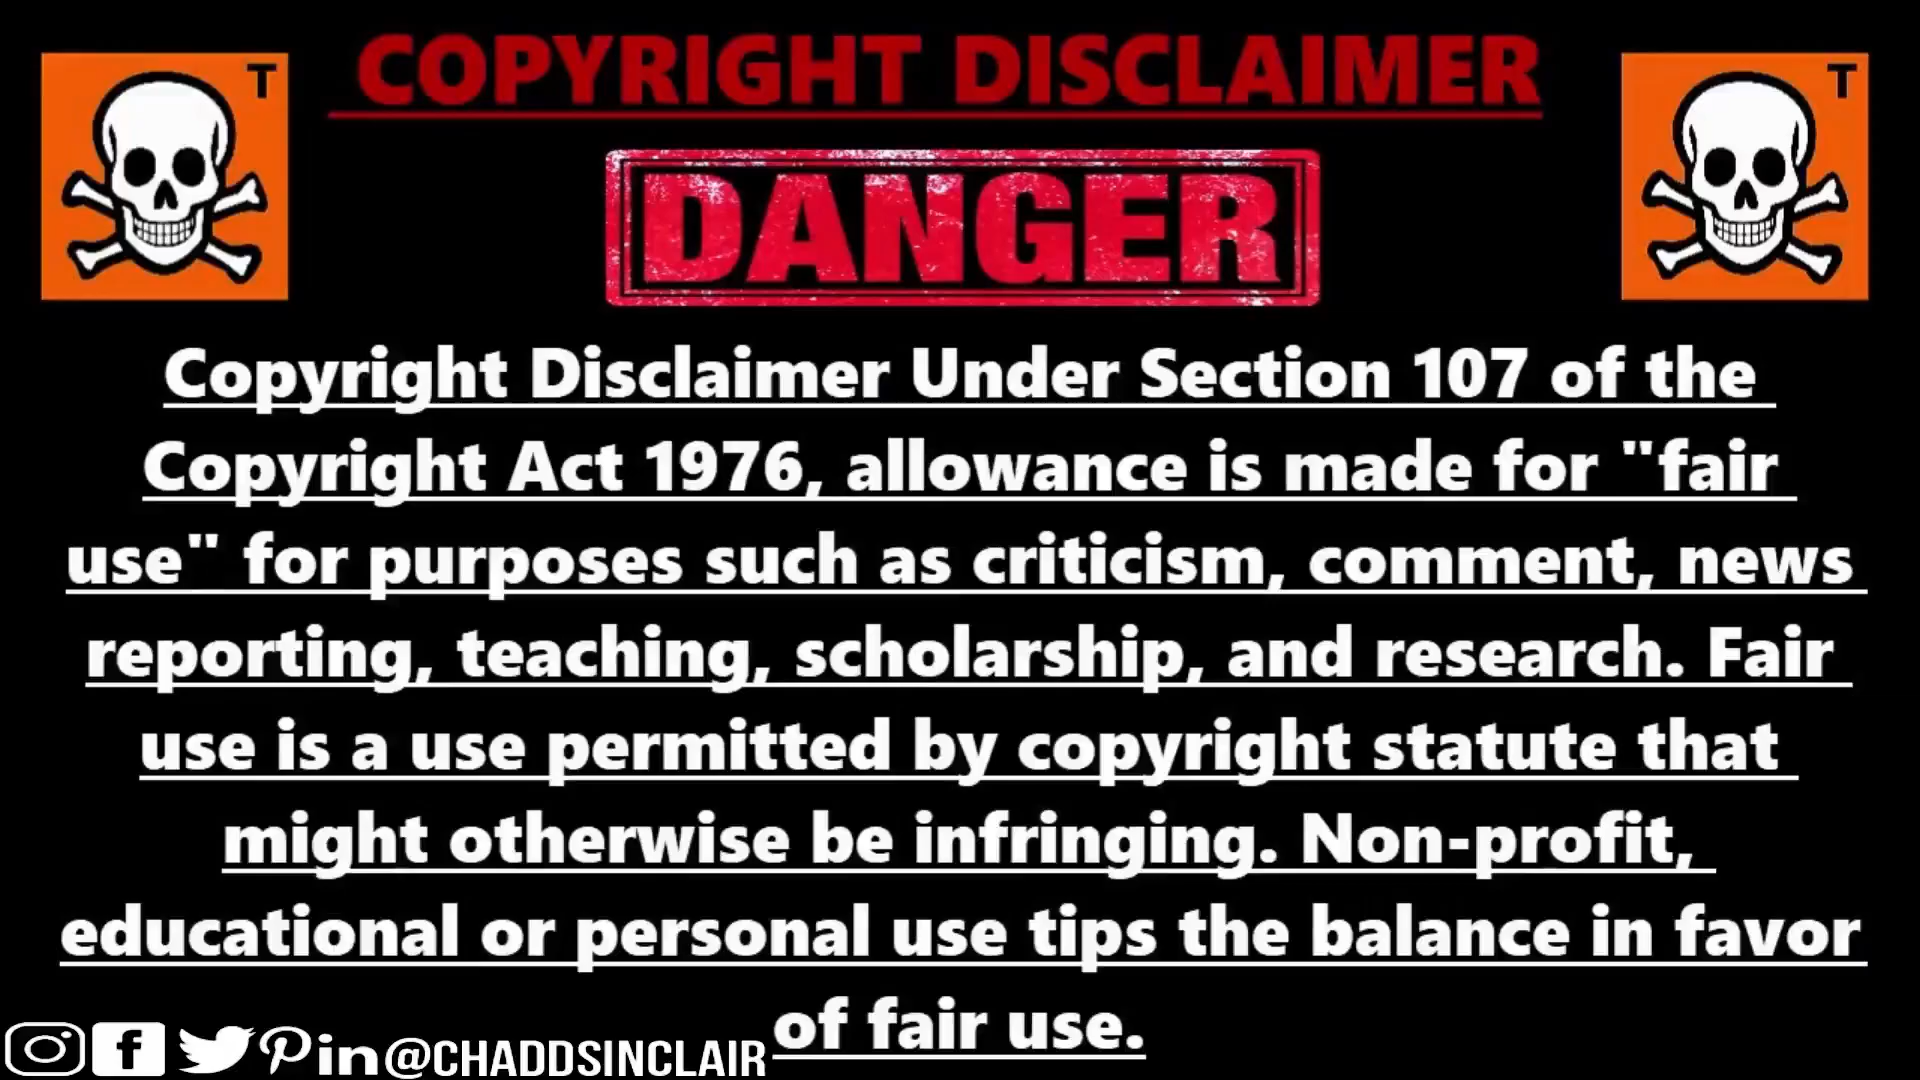 T
COPYRIGHT DISCLAIMER
T
DANGER
Copyright Disclaimer Under Section 107 of the
Copyright Act 1976, allowance is made for "fair
use" for purposes such as criticism, comment, news
reporting, teaching, scholarship, and research. Fair
use is a use permitted by copyright statute that
might otherwise be infringing. Non-profit,
educational or personal use tips the balance in favor
of fair use.
@CHADDSINCLAIR